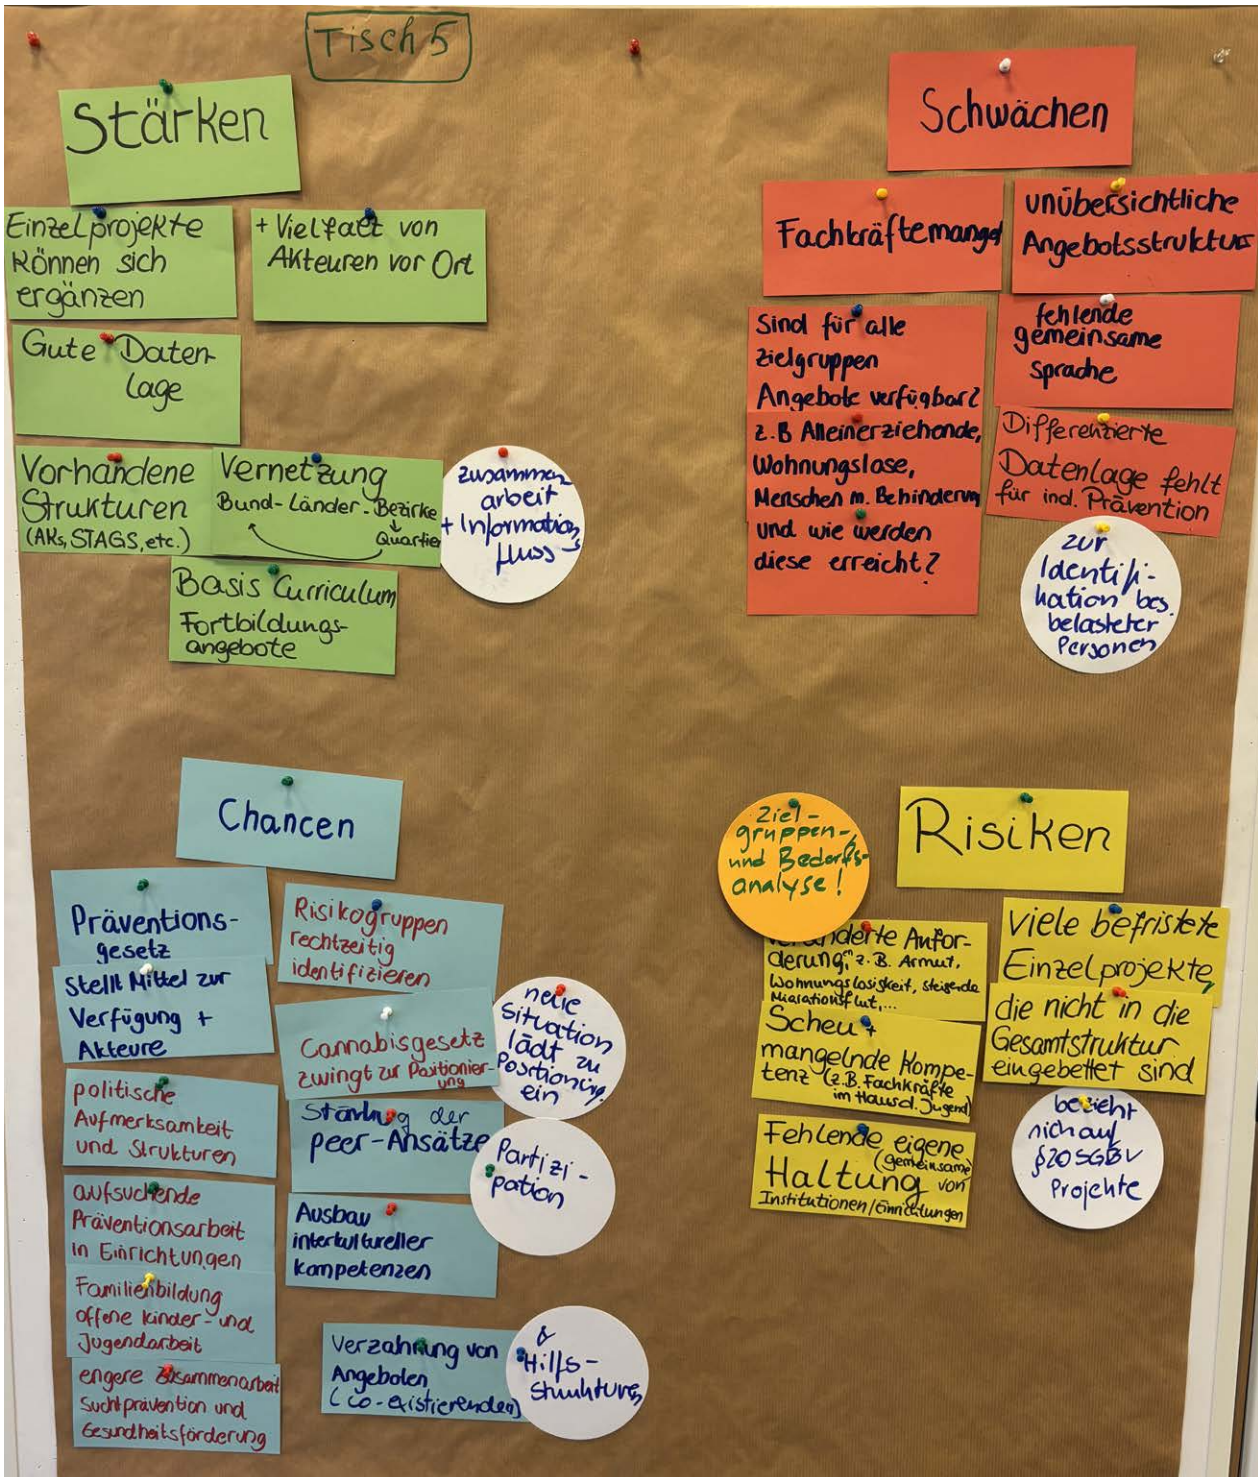 Tisch 5
Stärken
Einzelprojekte
können sich
ergänzen
+ Vielfalt von
Akteuren vor Ort
Gute Daten-
lage
Vorhandene
Strukturen
(AKs, STAGS, etc.)
Vernetzung
Bund-Länder-Bezirke
Quartier
Zusammen
arbeit
+ Informations
fluss
Basis Curriculum
Fortbildungs-
angebote
Schwächen
Fachkräftemangel
unübersichtliche
Angebotsstruktur
Sind für alle
Zielgruppen
Angebote verfügbar?
z.B Alleinerziehende,
Wohnungslose,
Menschen m. Behinderung
und wie werden
diese erreicht?
fehlende
gemeinsame
Sprache
Differenzierte
Datenlage fehlt
für ind. Prävention
zur
Identifi-
kation bes.
belasteter
Personen
Chancen
Präventions-
gesetz
stellt Mittel zur
Verfügung +
Akteure
politische
Aufmerksamkeit
und Strukturen
aufsuchende
Präventionsarbeit
in Einrichtungen
Familienbildung
offene Kinder- und
Jugendarbeit
engere Zusammenarbeit
Suchtprävention und
Gesundheitsförderung
Risikogruppen
rechtzeitig
identifizieren
Cannabisgesetz
zwingt zur Positionier-
ung
neue
situation
lädt zu
Positionierung
ein
Stärkung der
peer-Ansätze
Partizi-
pation
Ausbau
interkultureller
Kompetenzen
Verzahnung von
Angeboten
(co-existierenden)
&
Hilfs-
strukturen
Risiken
Ziel-
gruppen-
und Bedarfs-
analyse!
veränderte Anfor-
derung, z.B. Armut,
Wohnungslosigkeit, steigende
Migrationsflut,...
Scheu +
mangelnde Kompe-
tenz (z.B. Fachkräfte
im Haus d. Jugend)
Fehlende eigene
(gemeinsame)
Haltung von
Institutionen/Einrichtungen
viele befristete
Einzelprojekte,
die nicht in die
Gesamtstruktur
eingebettet sind
bezieht
sich auf
§20 SGB V
Projekte